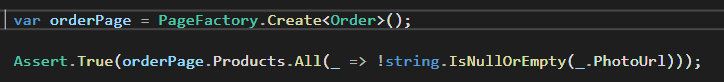 var orderPage = PageFactory.Create<Order>();
Assert.True(orderPage.Products.All(_ => !string.IsNullOrEmpty(_.PhotoUrl)));